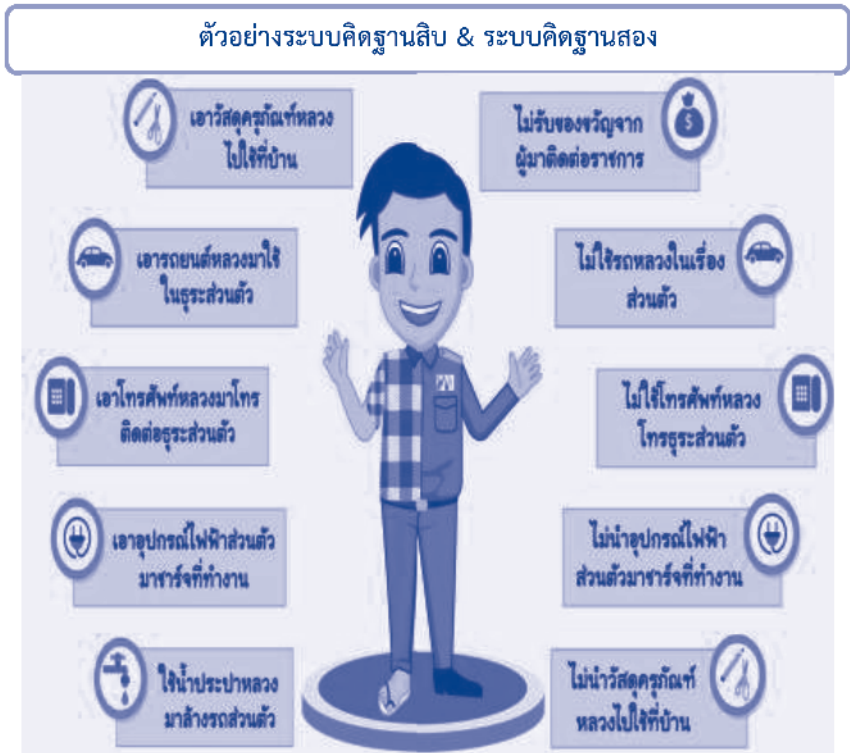 ตัวอย่างระบบคิดฐานสิบ & ระบบคิดฐานสอง
เอาวัสดุครุภัณฑ์หลวง
ไปใช้ที่บ้าน
เอารถยนต์หลวงมาใช้
ในธุระส่วนตัว
เอาโทรศัพท์หลวงมาโทร
ติดต่อธุระส่วนตัว
เอาอุปกรณ์ไฟฟ้าส่วนตัว
มาชาร์จที่ทำงาน
ใช้น้ำประปาหลวง
มาล้างรถส่วนตัว
ไม่รับของขวัญจาก
ผู้มาติดต่อราชการ
$
ไม่ใช้รถหลวงในเรื่อง
ส่วนตัว
ไม่ใช้โทรศัพท์หลวง
โทรธุระส่วนตัว
ไม่นำอุปกรณ์ไฟฟ้า
ส่วนตัวมาชาร์จที่ทำงาน
ไม่นำวัสดุครุภัณฑ์
หลวงไปใช้ที่บ้าน